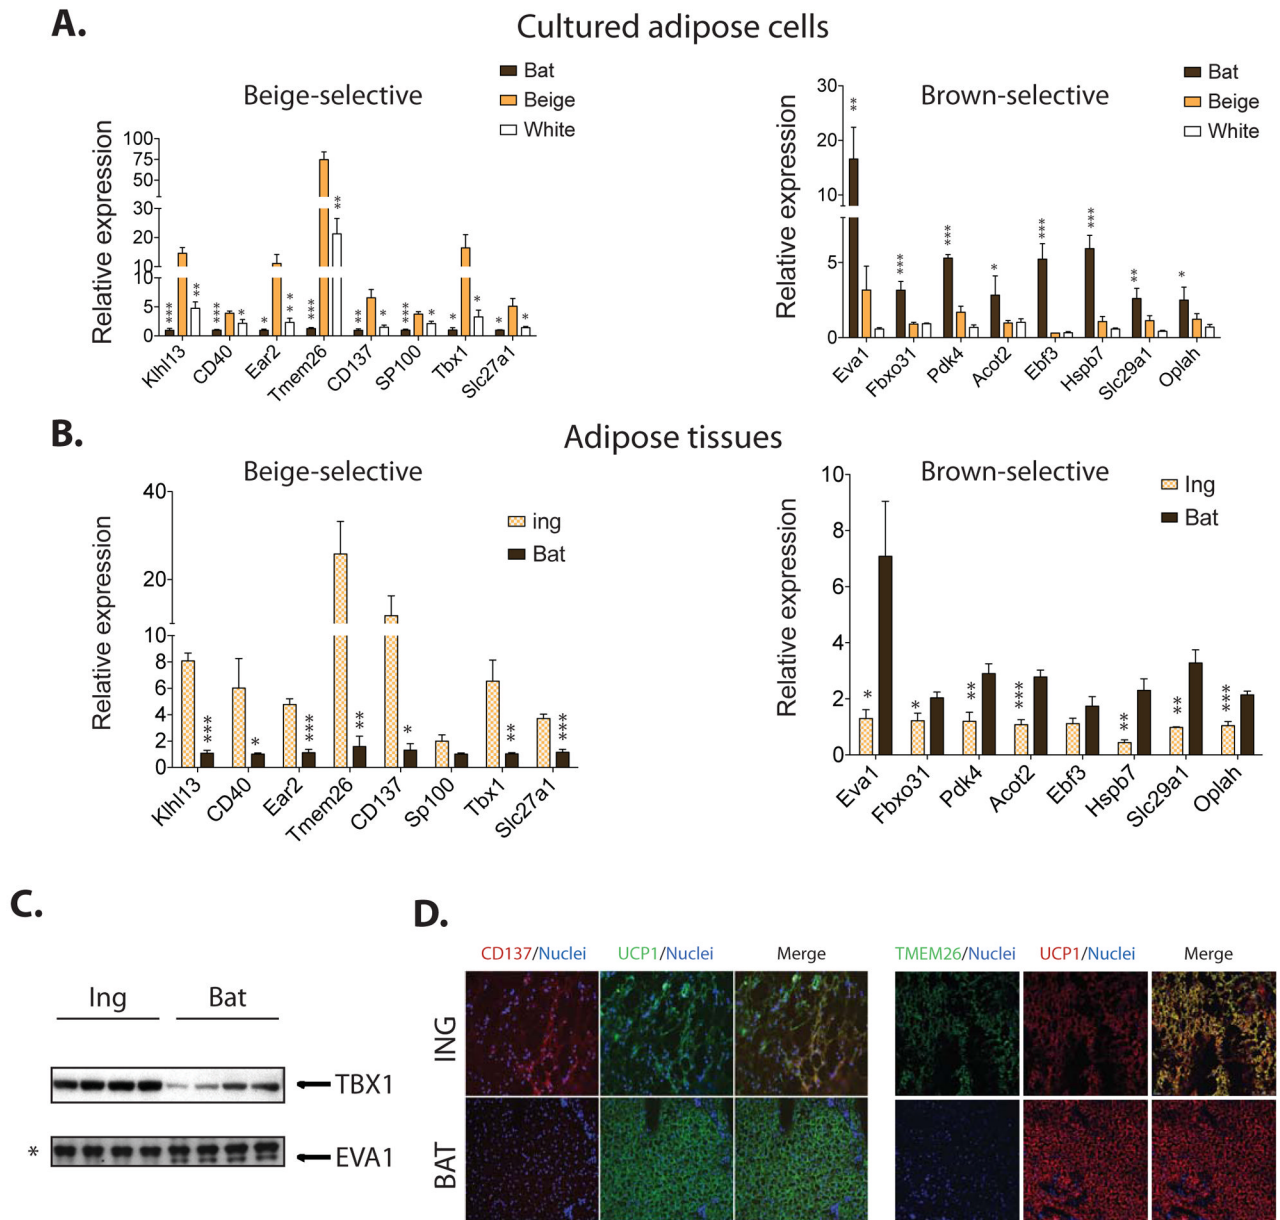 A.
Cultured adipose cells
Beige-selective
Bat
Beige
White
Relative expression
100
75
50
30
20
10
10
5
0
*** ** *** * * ** *** ** ** * *** * * * * *
Klhl13 CD40 Ear2 Tmem26 CD137 SP100 Tbx1 Slc27a1
Brown-selective
Bat
Beige
White
Relative expression
30
20
10
5
0
** *** *** * *** *** ** *
Eva1 Fbxo31 Pdk4 Acot2 Ebf3 Hspb7 Slc29a1 Oplah
B.
Adipose tissues
Beige-selective
ing
Bat
Relative expression
40
20
10
8
6
4
2
0
*** * *** ** * ** ***
Klhl13 CD40 Ear2 Tmem26 CD137 Sp100 Tbx1 Slc27a1
Brown-selective
Ing
Bat
Relative expression
10
8
6
4
2
0
* * ** *** ** ** ***
Eva1 Fbxo31 Pdk4 Acot2 Ebf3 Hspb7 Slc29a1 Oplah
C.
Ing Bat
TBX1
* EVA1
D.
CD137/Nuclei UCP1/Nuclei Merge TMEM26/Nuclei UCP1/Nuclei Merge
ING
BAT